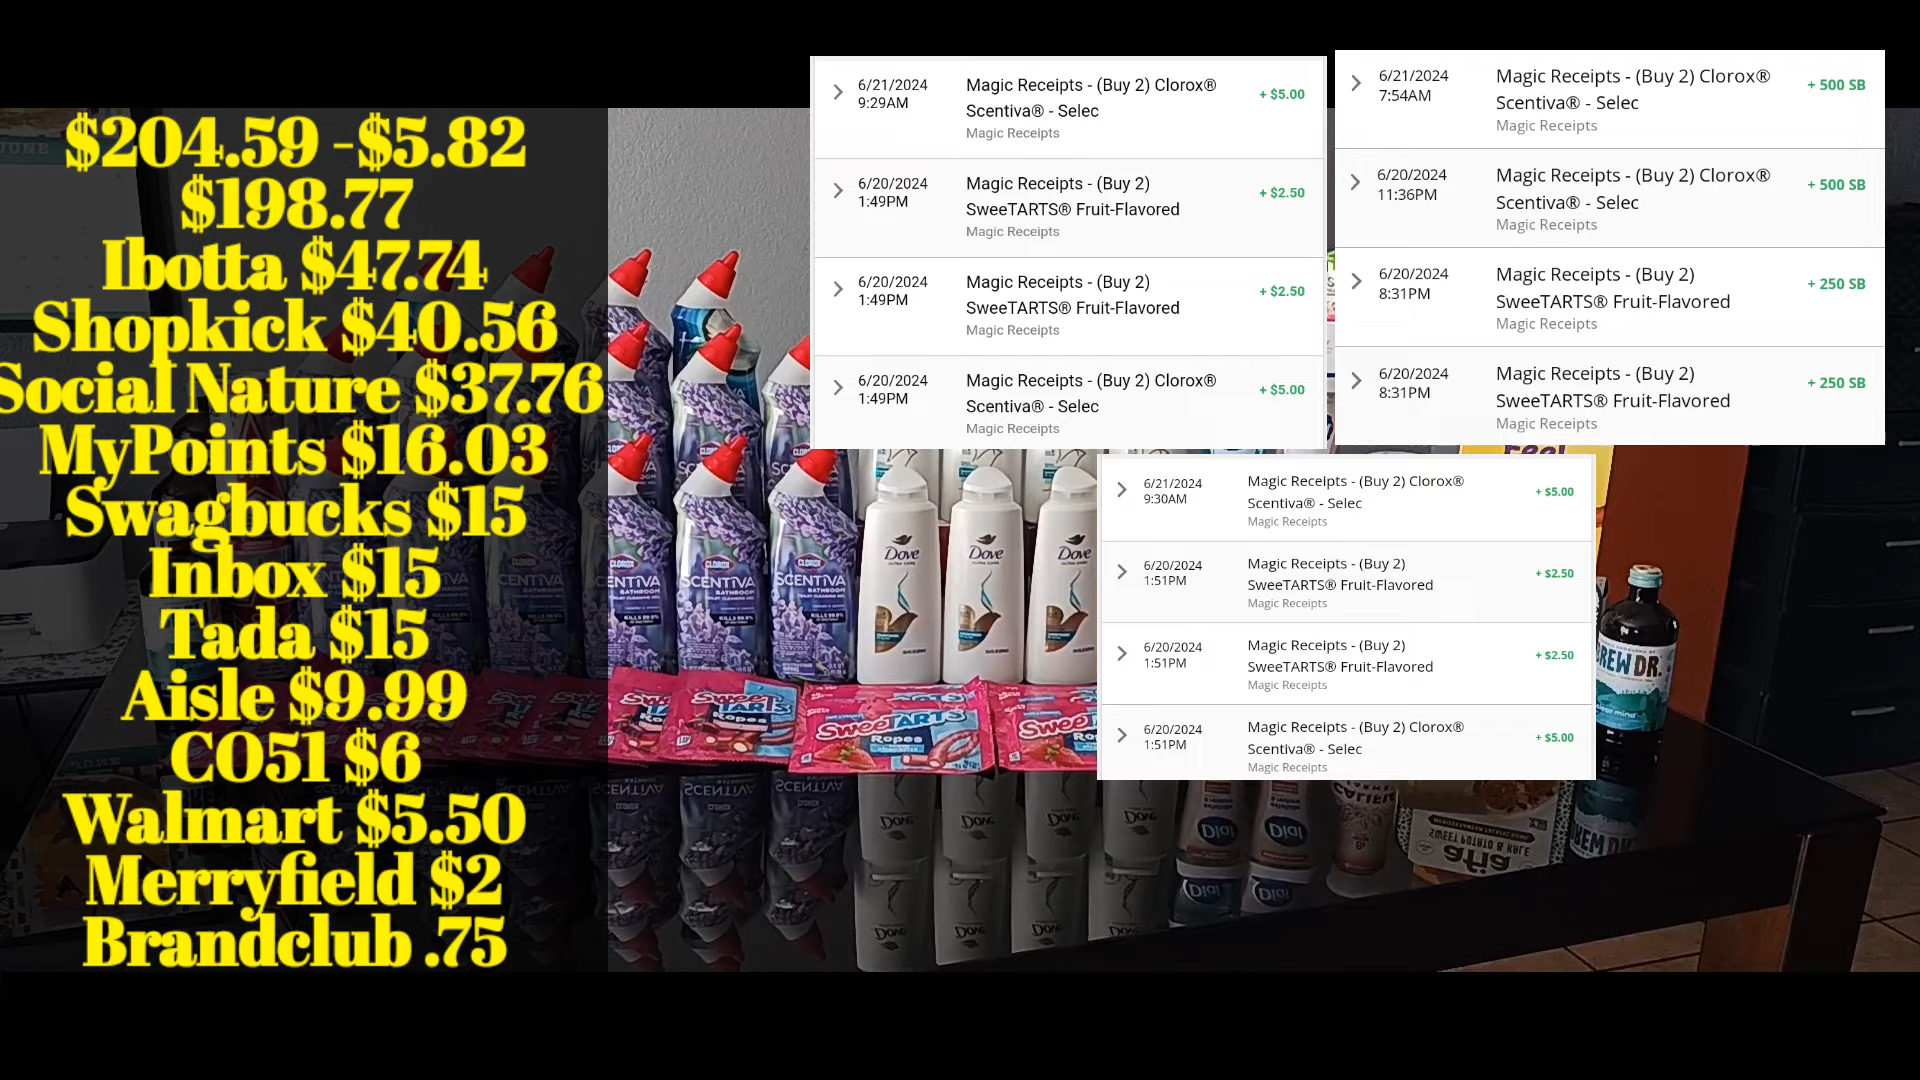 $204.59 -$5.82
$198.77
Ibotta $47.74
Shopkick $40.56
Social Nature $37.76
MyPoints $16.03
Swagbucks $15
Inbox $15
Tada $15
Aisle $9.99
CO51 $6
Walmart $5.50
Merryfield $2
Brandclub .75
6/21/2024
9:29AM
Magic Receipts - (Buy 2) Clorox®
Scentiva® - Selec
Magic Receipts
+ $5.00
6/20/2024
1:49PM
Magic Receipts - (Buy 2)
SweeTARTS® Fruit-Flavored
Magic Receipts
+ $2.50
6/20/2024
1:49PM
Magic Receipts - (Buy 2)
SweeTARTS® Fruit-Flavored
Magic Receipts
+ $2.50
6/20/2024
1:49PM
Magic Receipts - (Buy 2) Clorox®
Scentiva® - Selec
Magic Receipts
+ $5.00
6/21/2024
7:54AM
Magic Receipts - (Buy 2) Clorox®
Scentiva® - Selec
Magic Receipts
+ 500 SB
6/20/2024
11:36PM
Magic Receipts - (Buy 2) Clorox®
Scentiva® - Selec
Magic Receipts
+ 500 SB
6/20/2024
8:31PM
Magic Receipts - (Buy 2)
SweeTARTS® Fruit-Flavored
Magic Receipts
+ 250 SB
6/20/2024
8:31PM
Magic Receipts - (Buy 2)
SweeTARTS® Fruit-Flavored
Magic Receipts
+ 250 SB
6/21/2024
9:30AM
Magic Receipts - (Buy 2) Clorox®
Scentiva® - Selec
Magic Receipts
+ $5.00
6/20/2024
1:51PM
Magic Receipts - (Buy 2)
SweeTARTS® Fruit-Flavored
Magic Receipts
+ $2.50
6/20/2024
1:51PM
Magic Receipts - (Buy 2)
SweeTARTS® Fruit-Flavored
Magic Receipts
+ $2.50
6/20/2024
1:51PM
Magic Receipts - (Buy 2) Clorox®
Scentiva® - Selec
Magic Receipts
+ $5.00
JUNE
CLOROX
SCENTIVA
BATHROOM
Dove
Dove
Dove
SweeTARTS
Ropes
BREW DR.
Dial
Dial
SWEET POTATO & KALE
afia